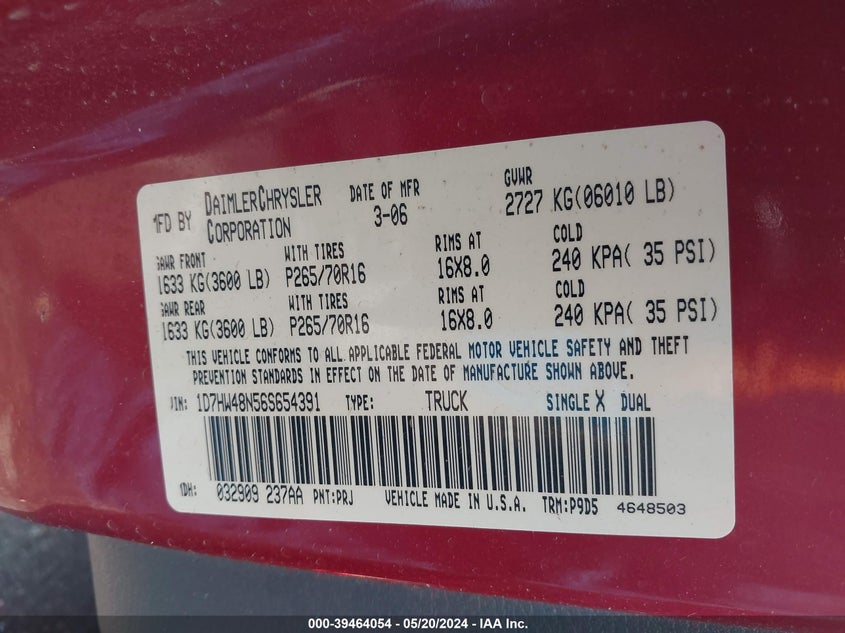 MFD BY DAIMLERCHRYSLER CORPORATION DATE OF MFR 3-06 GVWR 2727 KG(06010 LB)
GAWR FRONT WITH TIRES RIMS AT COLD
1633 KG(3600 LB) P265/70R16 16X8.0 240 KPA( 35 PSI)
GAWR REAR WITH TIRES RIMS AT COLD
1633 KG(3600 LB) P265/70R16 16X8.0 240 KPA( 35 PSI)
THIS VEHICLE CONFORMS TO ALL APPLICABLE FEDERAL MOTOR VEHICLE SAFETY AND THEFT
PREVENTION STANDARDS IN EFFECT ON THE DATE OF MANUFACTURE SHOWN ABOVE.
VIN: 1D7HW48N56S654391 TYPE: TRUCK SINGLE X DUAL
MDH: 032909 237AA PNT:PRJ VEHICLE MADE IN U.S.A. TRM:P9D5 4648503
000-39464054 — 05/20/2024 — IAA Inc.